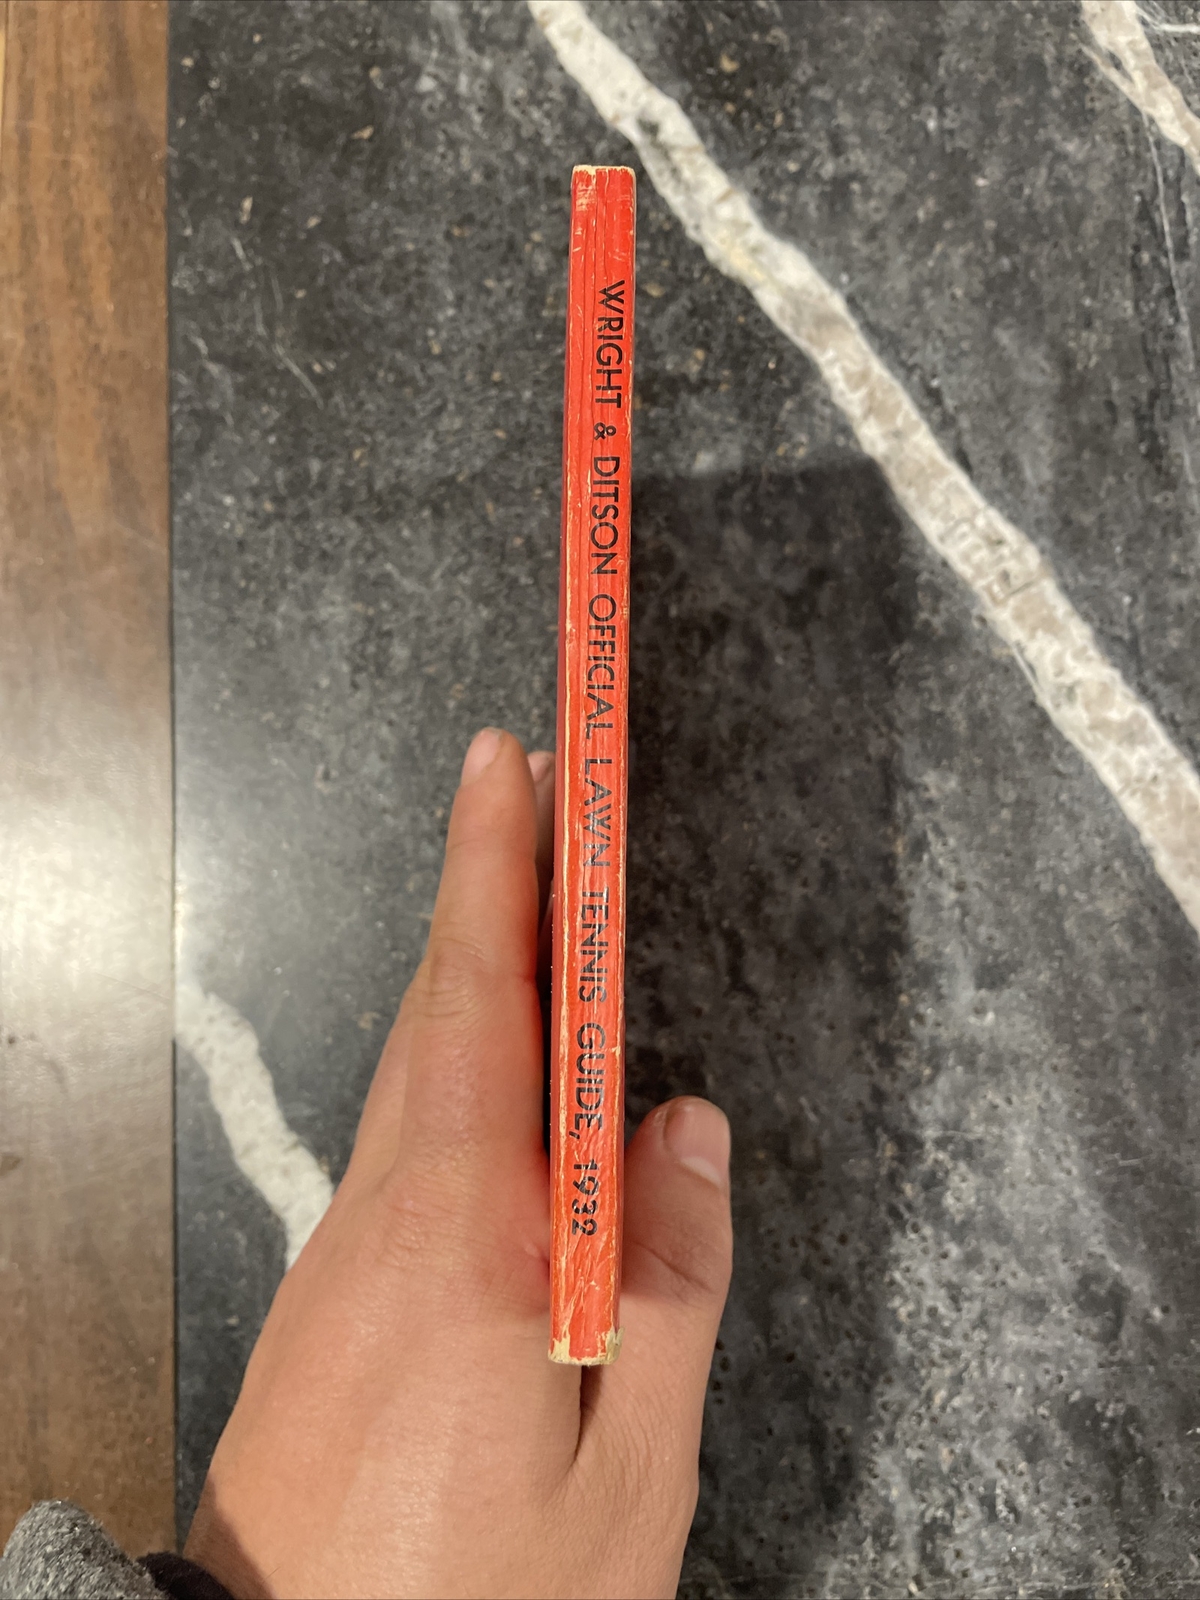 WRIGHT & DITSON OFFICIAL LAWN TENNIS GUIDE, 1932